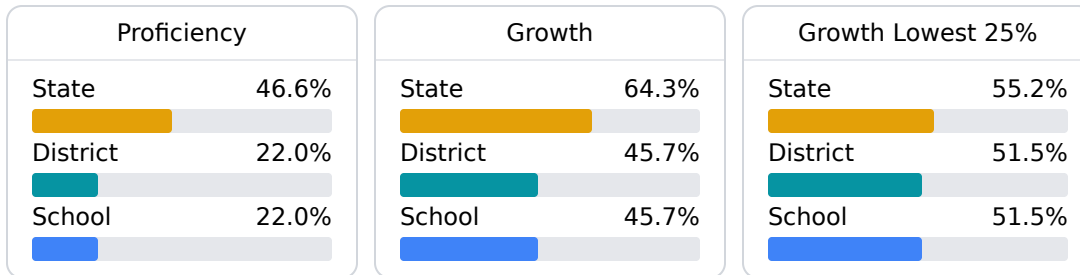 Proficiency
State 46.6%
District 22.0%
School 22.0%
Growth
State 64.3%
District 45.7%
School 45.7%
Growth Lowest 25%
State 55.2%
District 51.5%
School 51.5%